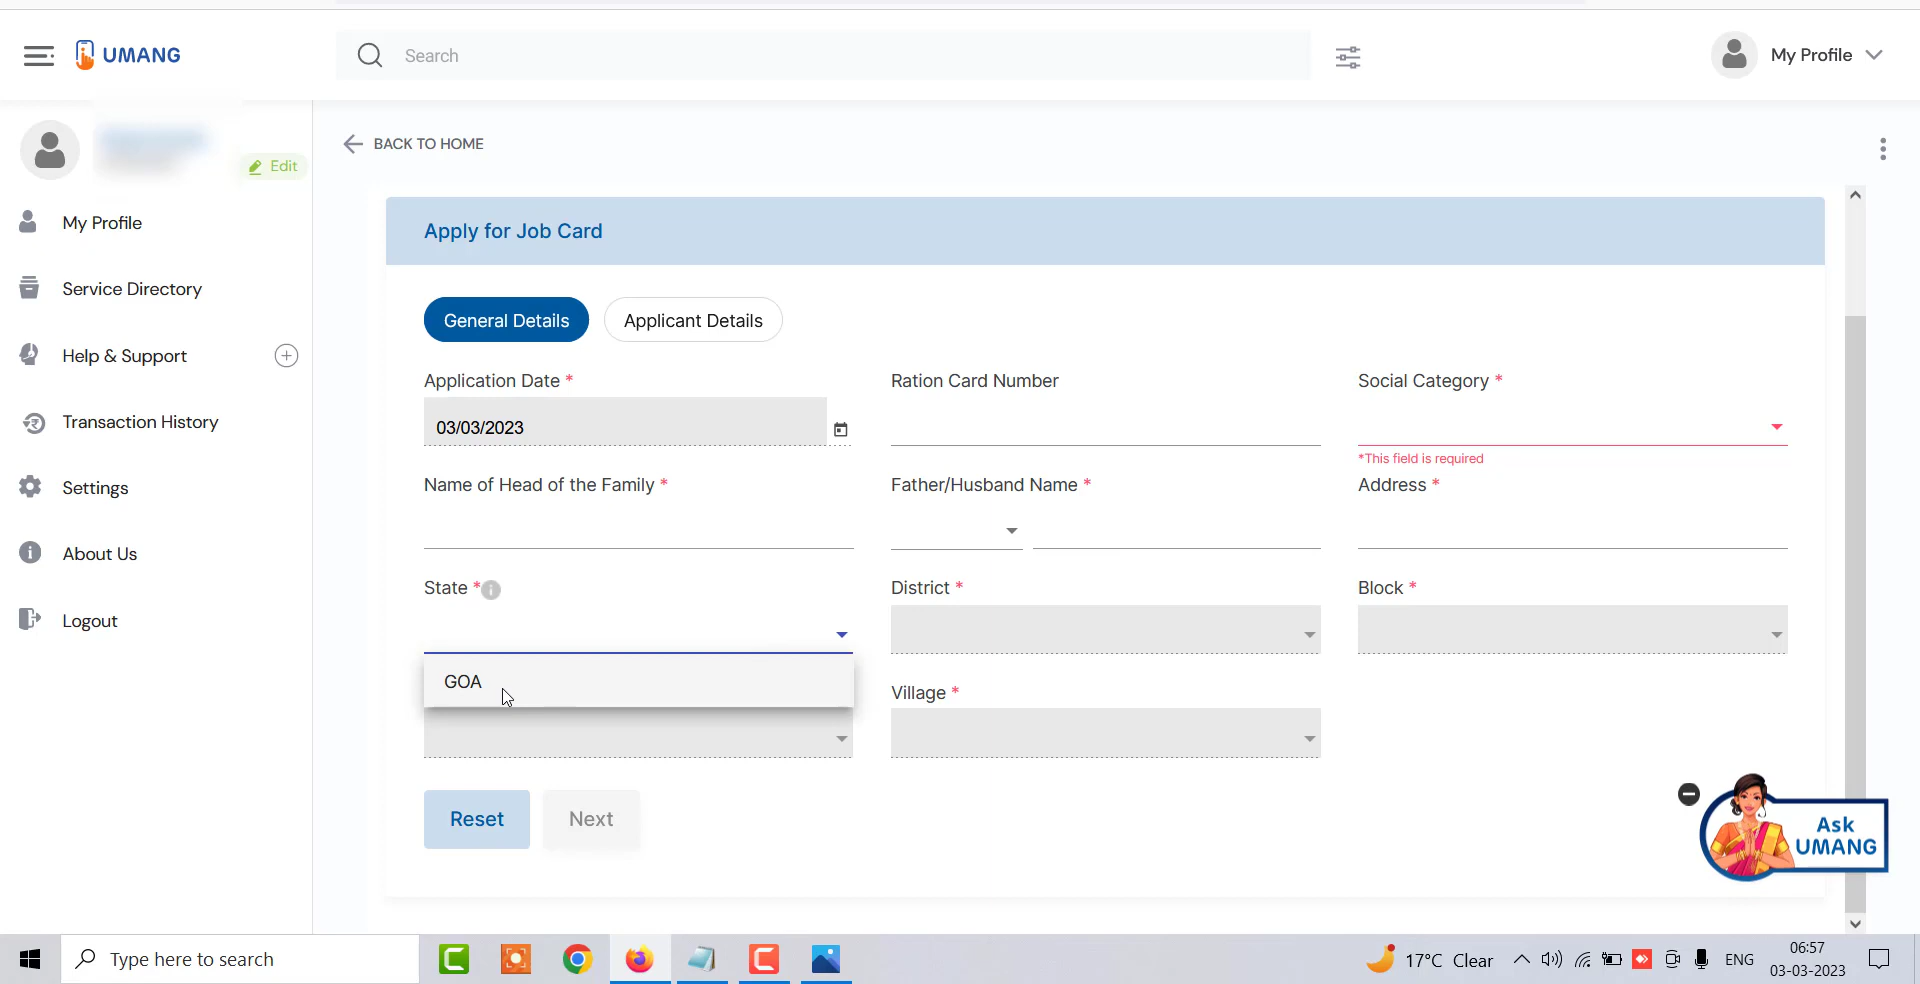 UMANG
Search
My Profile
Edit
My Profile
Service Directory
Help & Support
Transaction History
Settings
About Us
Logout
BACK TO HOME
Apply for Job Card
General Details
Applicant Details
Application Date *
Ration Card Number
Social Category *
03/03/2023
*This field is required
Name of Head of the Family *
Father/Husband Name *
Address *
State *
District *
Block *
GOA
Village *
Reset
Next
Ask
UMANG
Type here to search
17°C Clear
ENG
06:57
03-03-2023